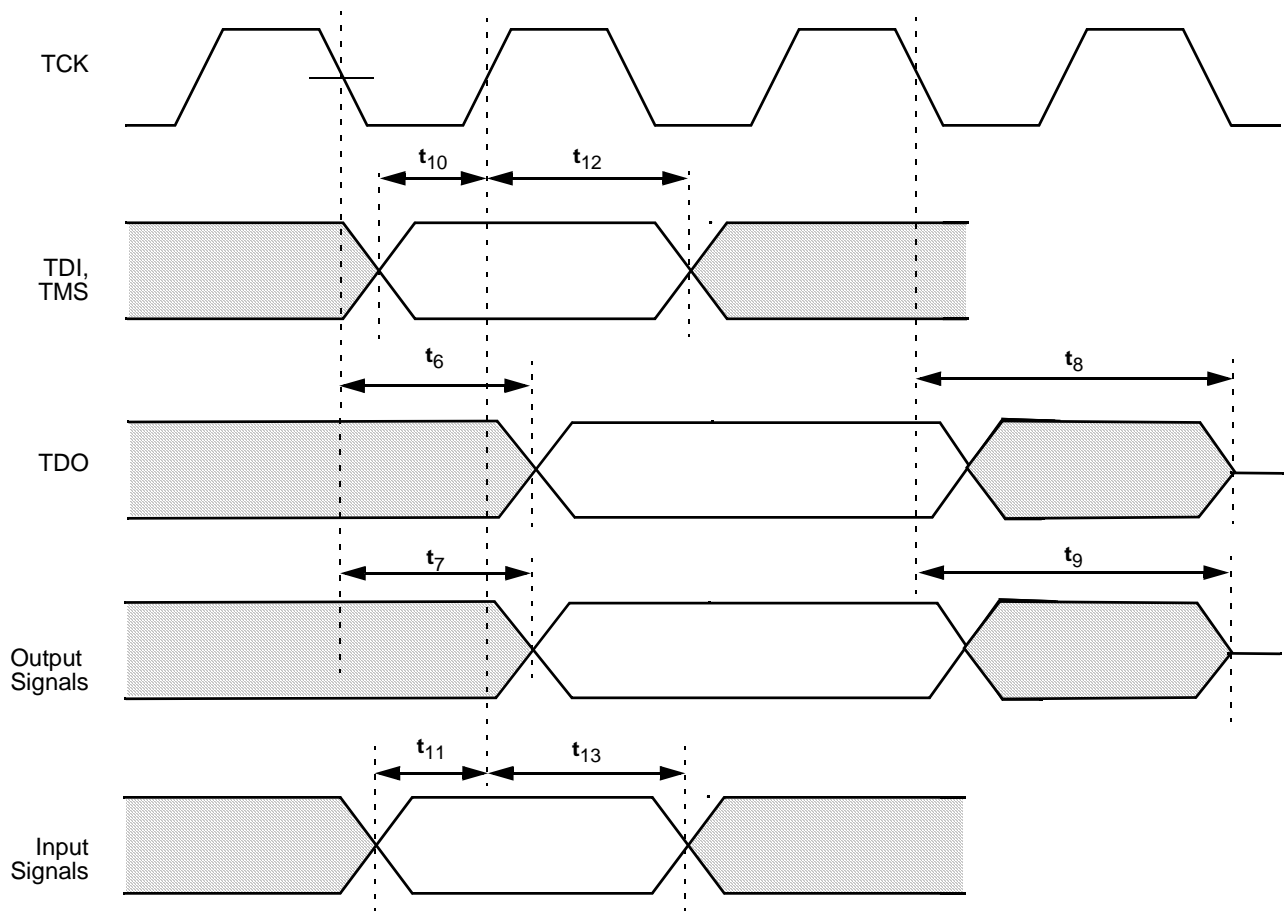 TCK
t10
t12
TDI,
TMS
t6
t8
TDO
t7
t9
Output
Signals
t11
t13
Input
Signals